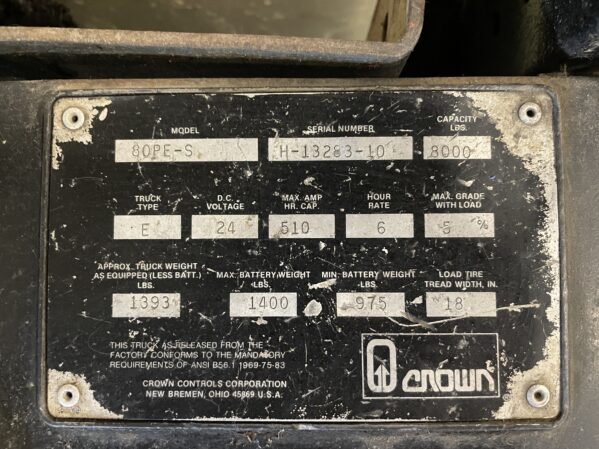 MODEL SERIAL NUMBER CAPACITY LBS.
80PE-S H-13283-10 8000
TRUCK TYPE D.C. VOLTAGE MAX. AMP HR. CAP. HOUR RATE MAX. GRADE WITH LOAD
E 24 510 6 5 %
APPROX. TRUCK WEIGHT AS EQUIPPED (LESS BATT.) LBS. MAX. BATTERY WEIGHT -LBS. MIN. BATTERY WEIGHT -LBS. LOAD TIRE TREAD WIDTH, IN.
1393 1400 975 18
THIS TRUCK AS RELEASED FROM THE
FACTORY CONFORMS TO THE MANDATORY
REQUIREMENTS OF ANSI B56.1 1969-75-83
CROWN CONTROLS CORPORATION
NEW BREMEN, OHIO 45869 U.S.A.
CROWN